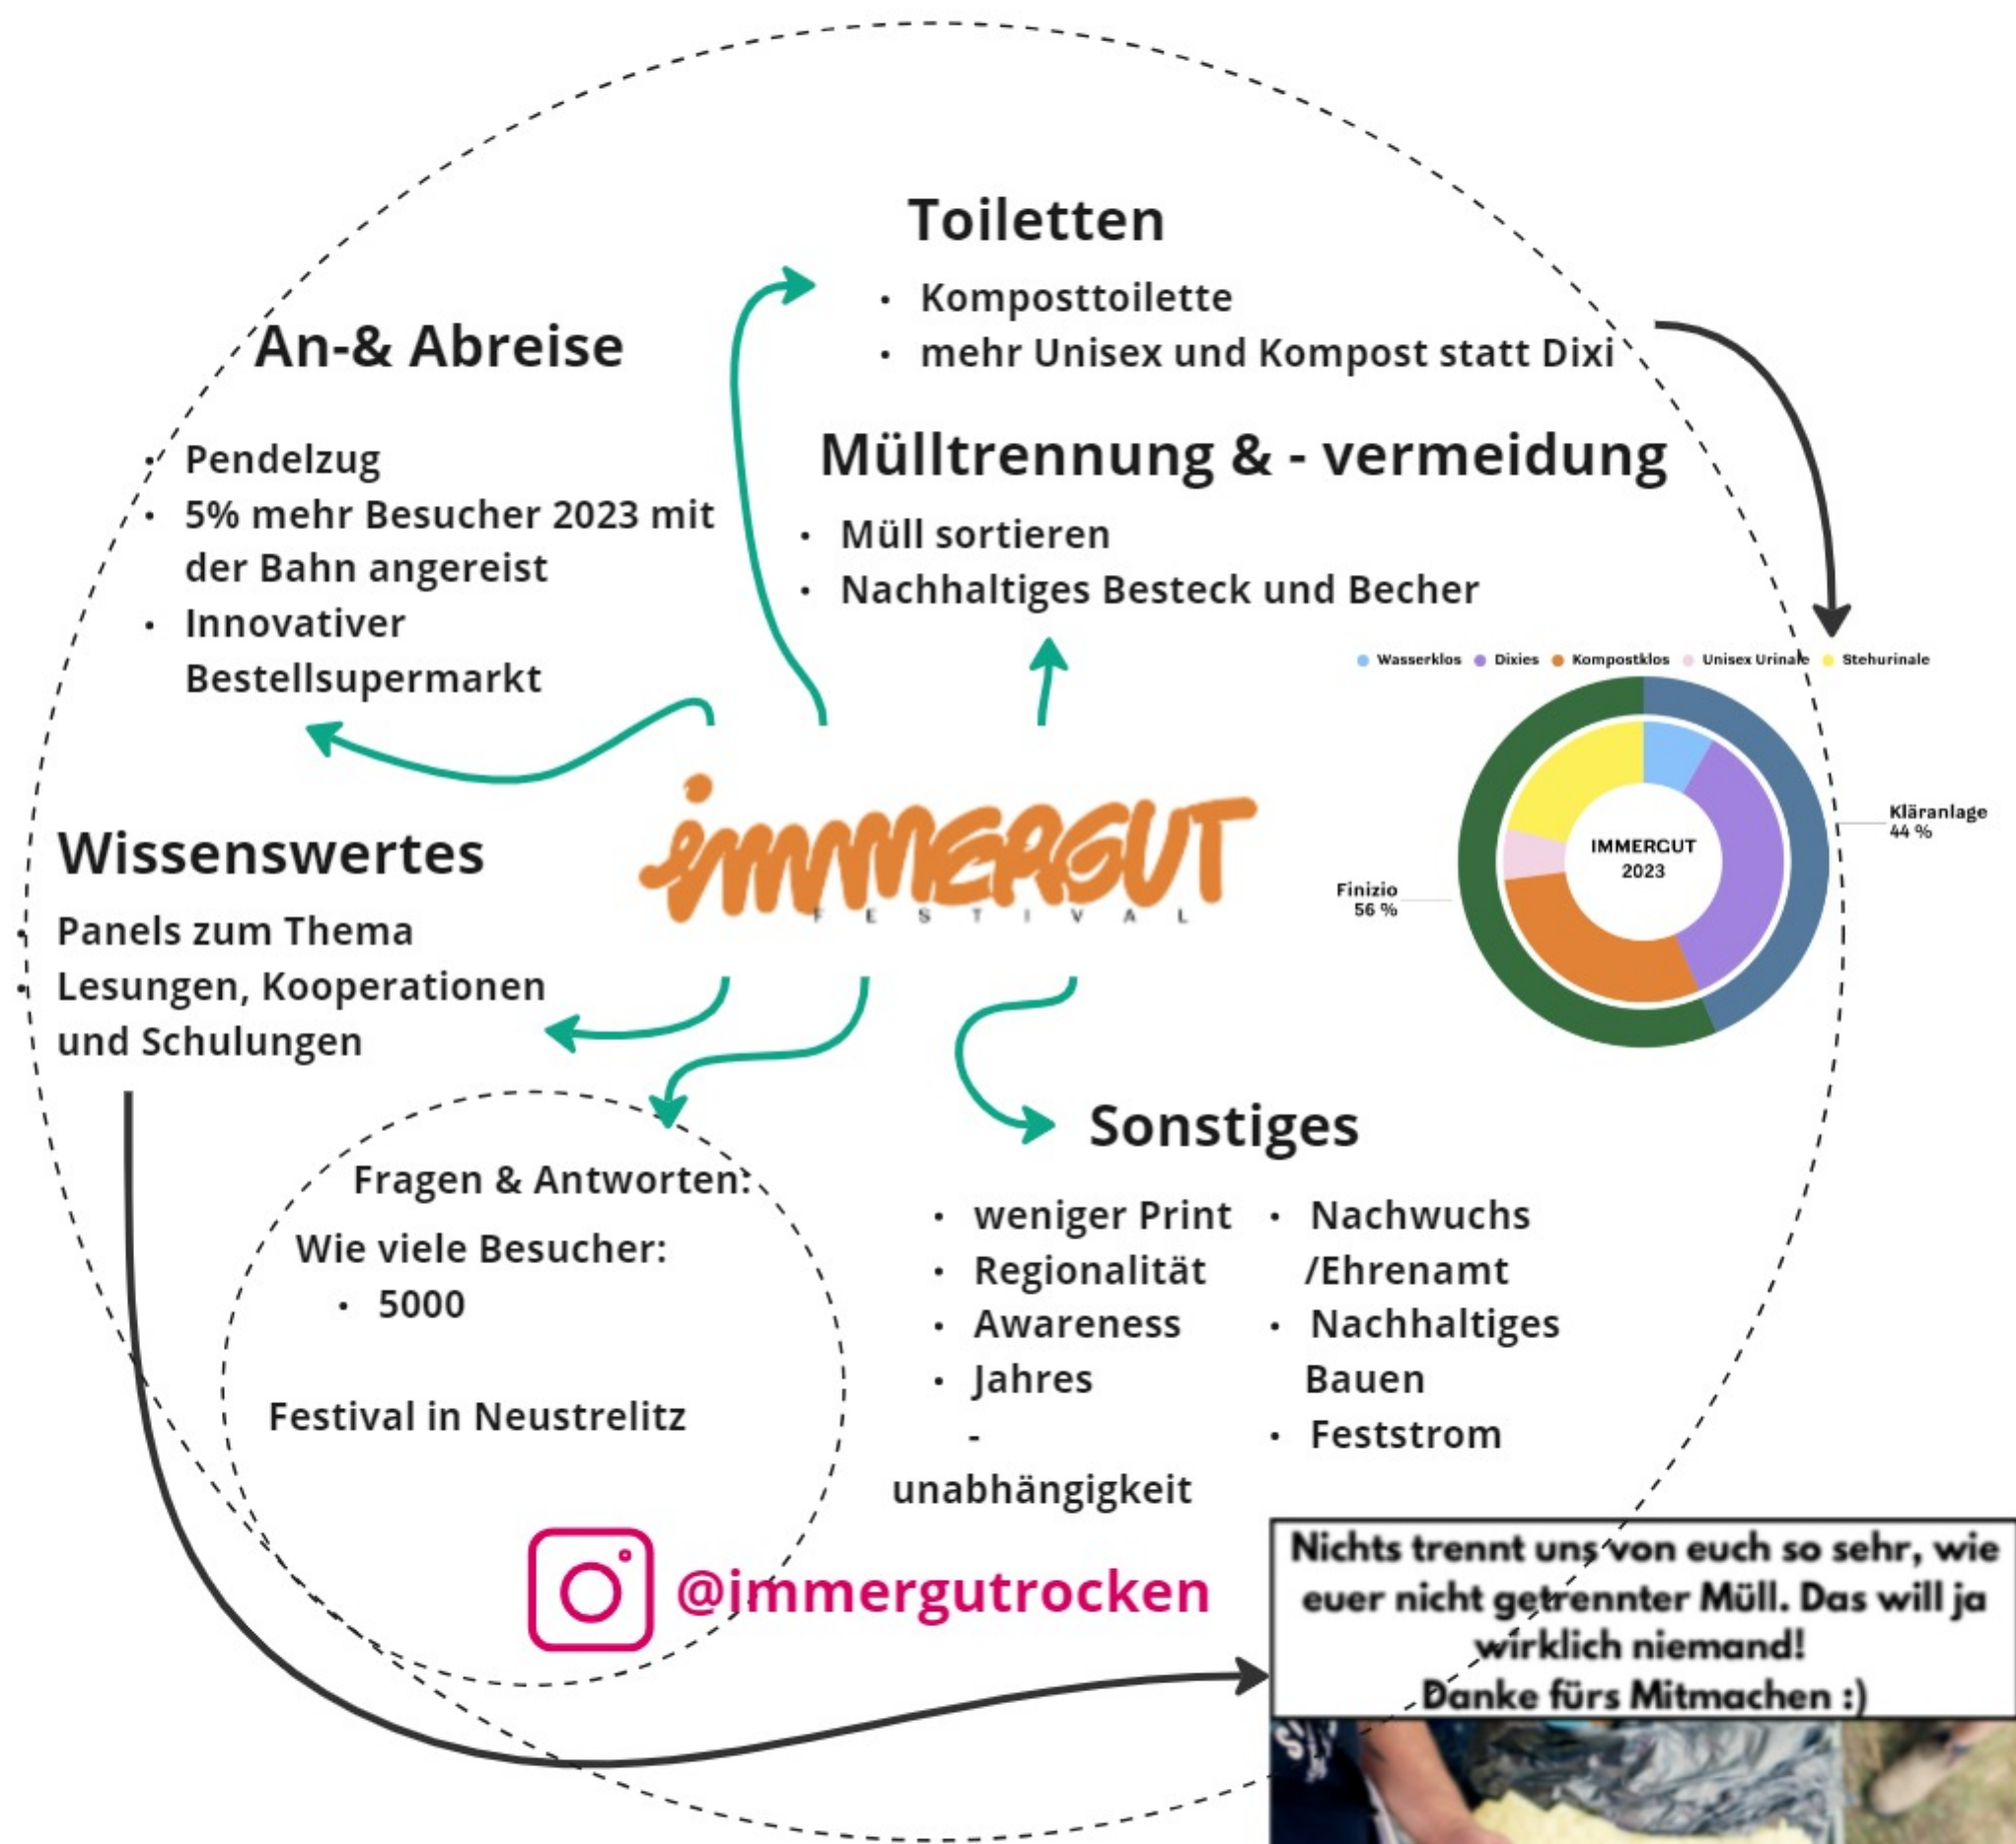 Toiletten
• Komposttoilette
• mehr Unisex und Kompost statt Dixi
An-& Abreise
• Pendelzug
• 5% mehr Besucher 2023 mit
der Bahn angereist
• Innovativer
Bestellsupermarkt
Mülltrennung & - vermeidung
• Müll sortieren
• Nachhaltiges Besteck und Becher
Wasserklos Dixies Kompostklos Unisex Urinale Stehurinale
IMMERGUT
2023
Kläranlage
44 %
Finizio
56 %
immERGUT
FESTIVAL
Wissenswertes
• Panels zum Thema
• Lesungen, Kooperationen
und Schulungen
Fragen & Antworten:
Wie viele Besucher:
• 5000
Festival in Neustrelitz
Sonstiges
• weniger Print
• Regionalität
• Awareness
• Jahres
-
unabhängigkeit
• Nachwuchs
/Ehrenamt
• Nachhaltiges
Bauen
• Feststrom
@immergutrocken
Nichts trennt uns von euch so sehr, wie
euer nicht getrennter Müll. Das will ja
wirklich niemand!
Danke fürs Mitmachen :)